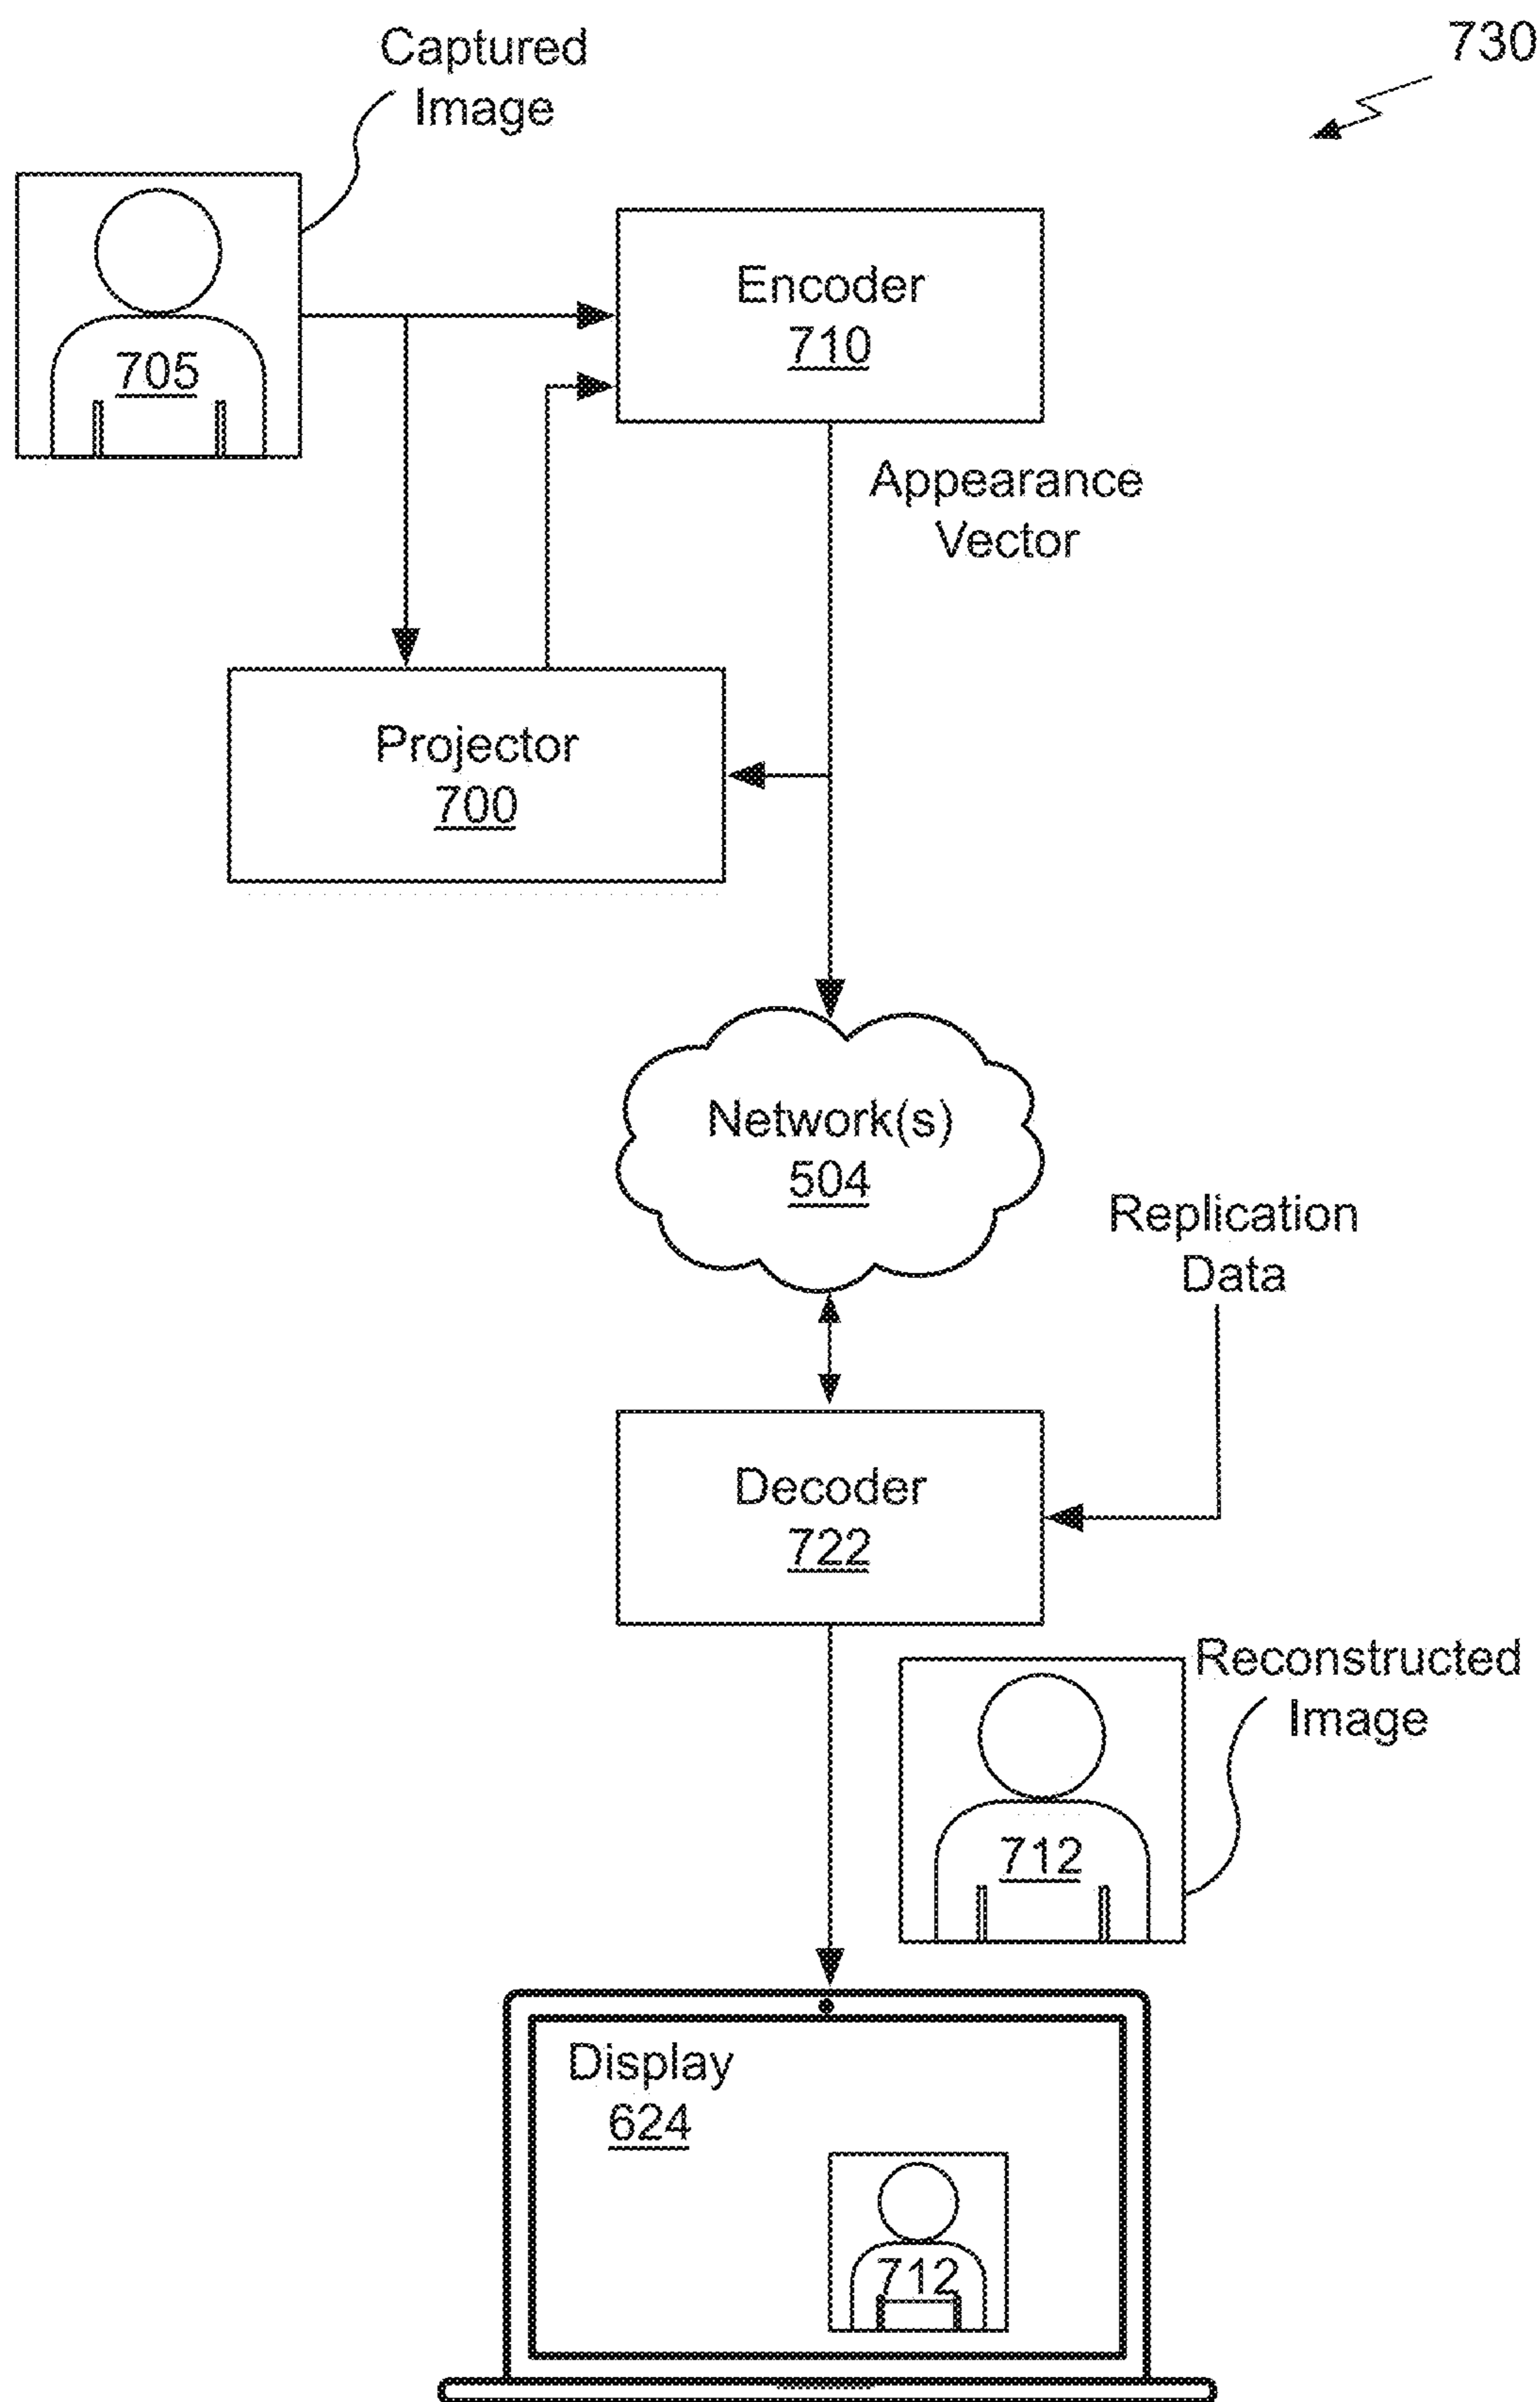 730
Captured
Image
705
Encoder
710
Appearance
Vector
Projector
700
Network(s)
504
Replication
Data
Decoder
722
Reconstructed
Image
712
Display
624
712